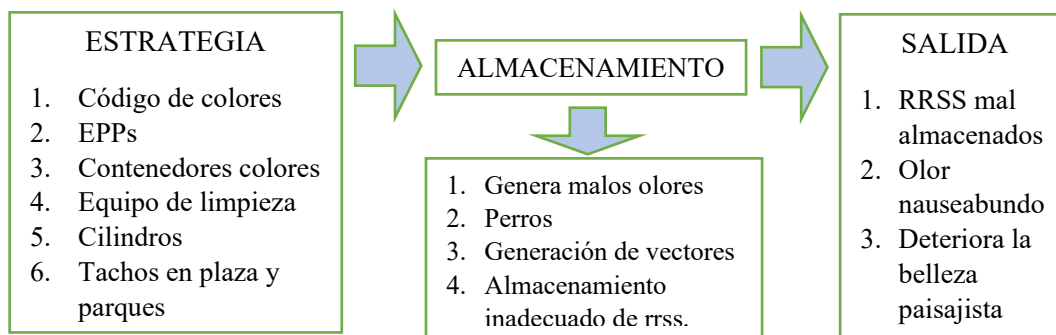 ESTRATEGIA
1. Código de colores
2. EPPs
3. Contenedores colores
4. Equipo de limpieza
5. Cilindros
6. Tachos en plaza y
parques
ALMACENAMIENTO
1. Genera malos olores
2. Perros
3. Generación de vectores
4. Almacenamiento
inadecuado de rrss.
SALIDA
1. RRSS mal
almacenados
2. Olor
nauseabundo
3. Deteriora la
belleza
paisajista